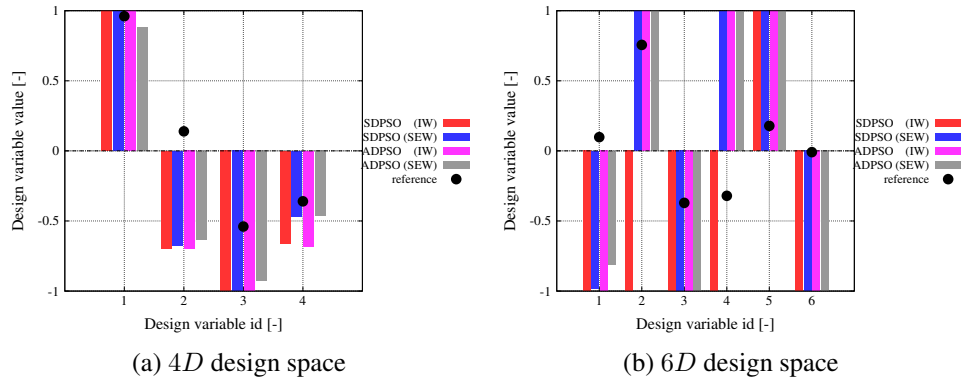 1
0.5
0
-0.5
-1
Design variable value [-]
1 2 3 4
Design variable id [-]
SDPSO (IW)
SDPSO (SEW)
ADPSO (IW)
ADPSO (SEW)
reference
(a) 4D design space
1
0.5
0
-0.5
-1
Design variable value [-]
1 2 3 4 5 6
Design variable id [-]
SDPSO (IW)
SDPSO (SEW)
ADPSO (IW)
ADPSO (SEW)
reference
(b) 6D design space